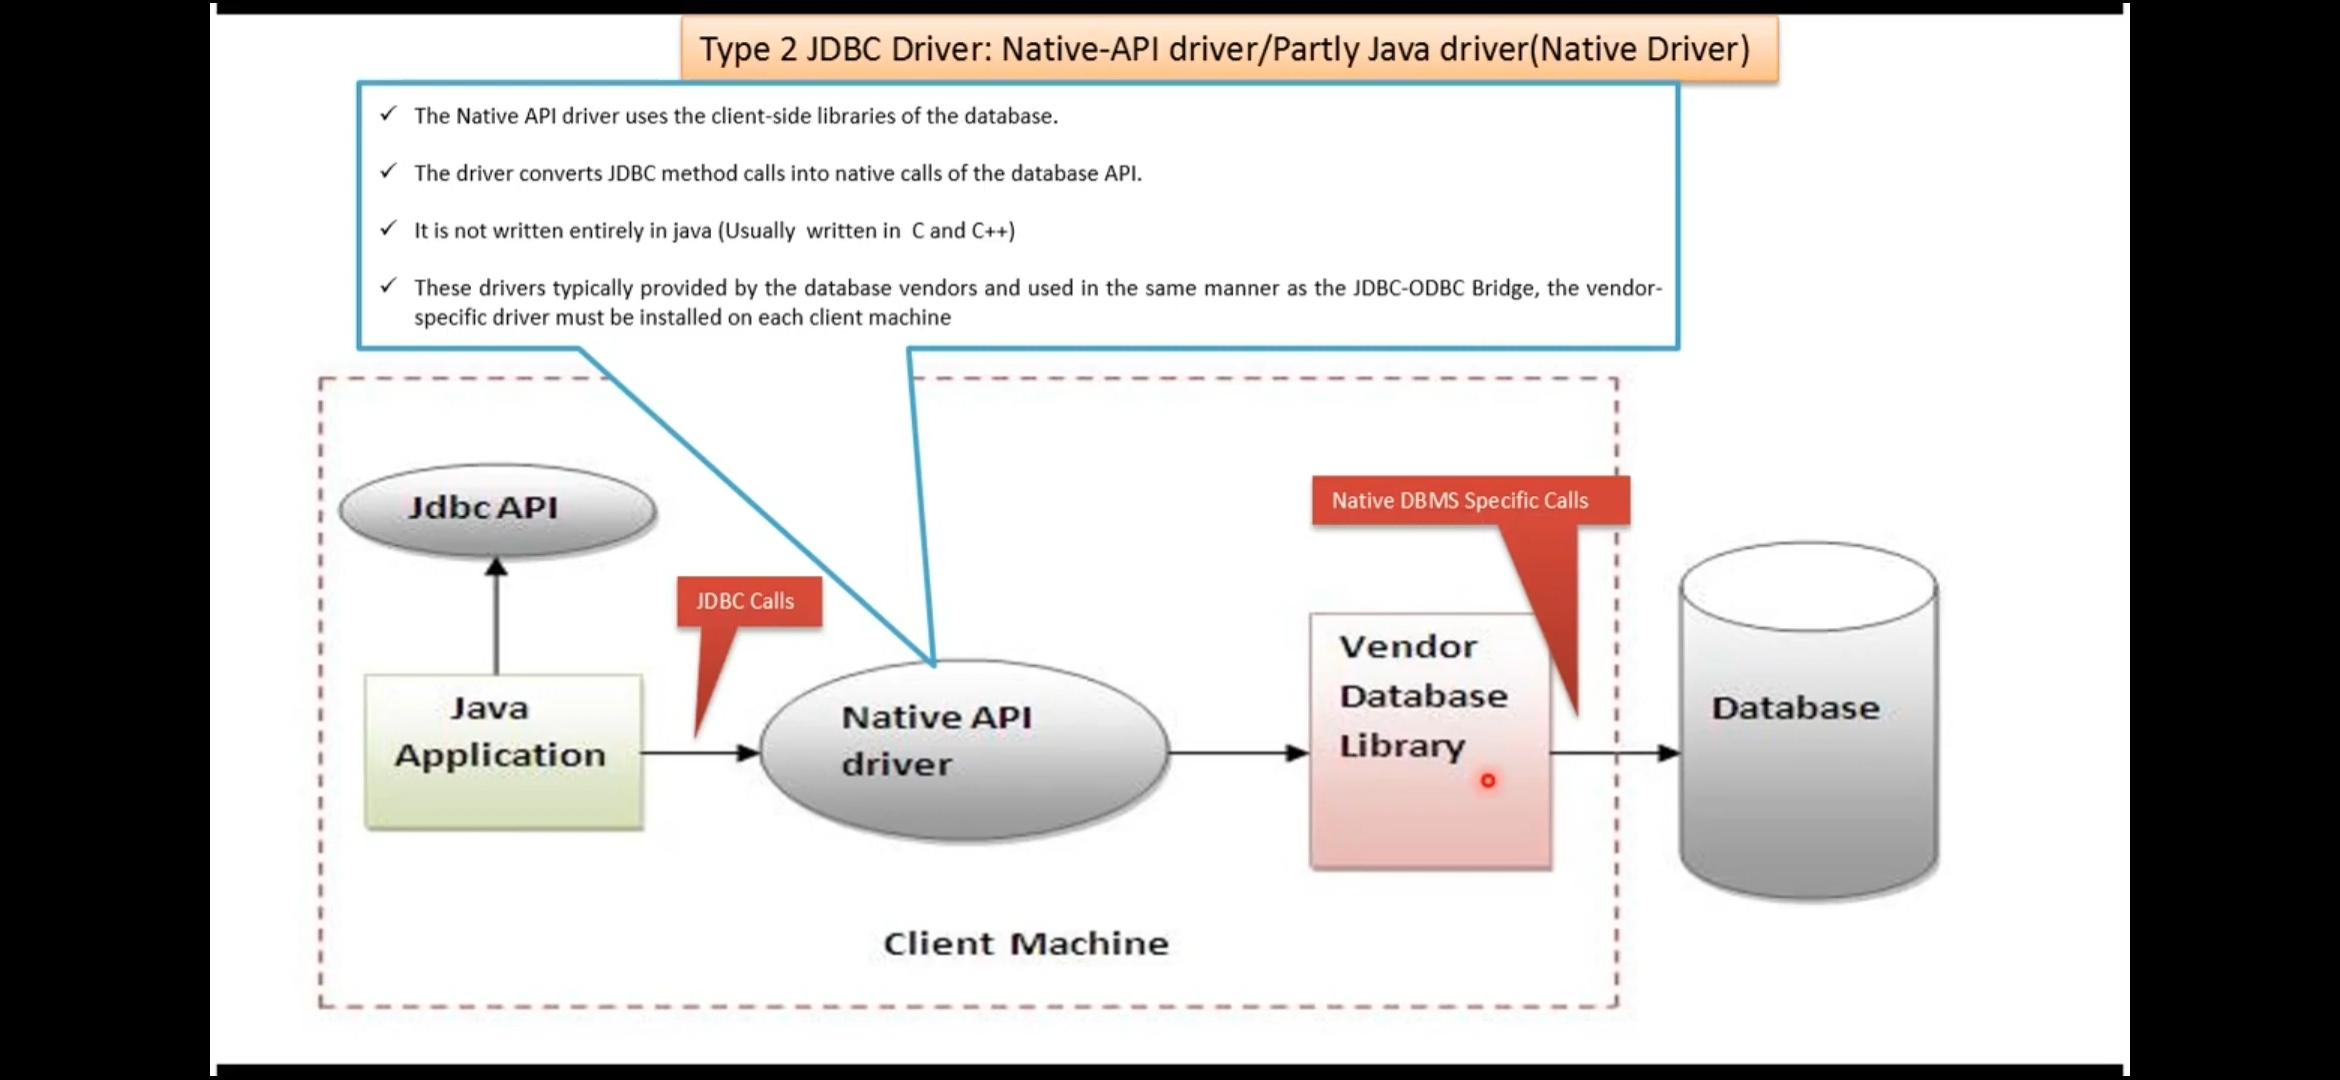 Type 2 JDBC Driver: Native-API driver/Partly Java driver(Native Driver)
✓ The Native API driver uses the client-side libraries of the database.
✓ The driver converts JDBC method calls into native calls of the database API.
✓ It is not written entirely in java (Usually written in C and C++)
✓ These drivers typically provided by the database vendors and used in the same manner as the JDBC-ODBC Bridge, the vendor-
specific driver must be installed on each client machine
Jdbc API
Native DBMS Specific Calls
JDBC Calls
Java
Application
Native API
driver
Vendor
Database
Library
Database
Client Machine